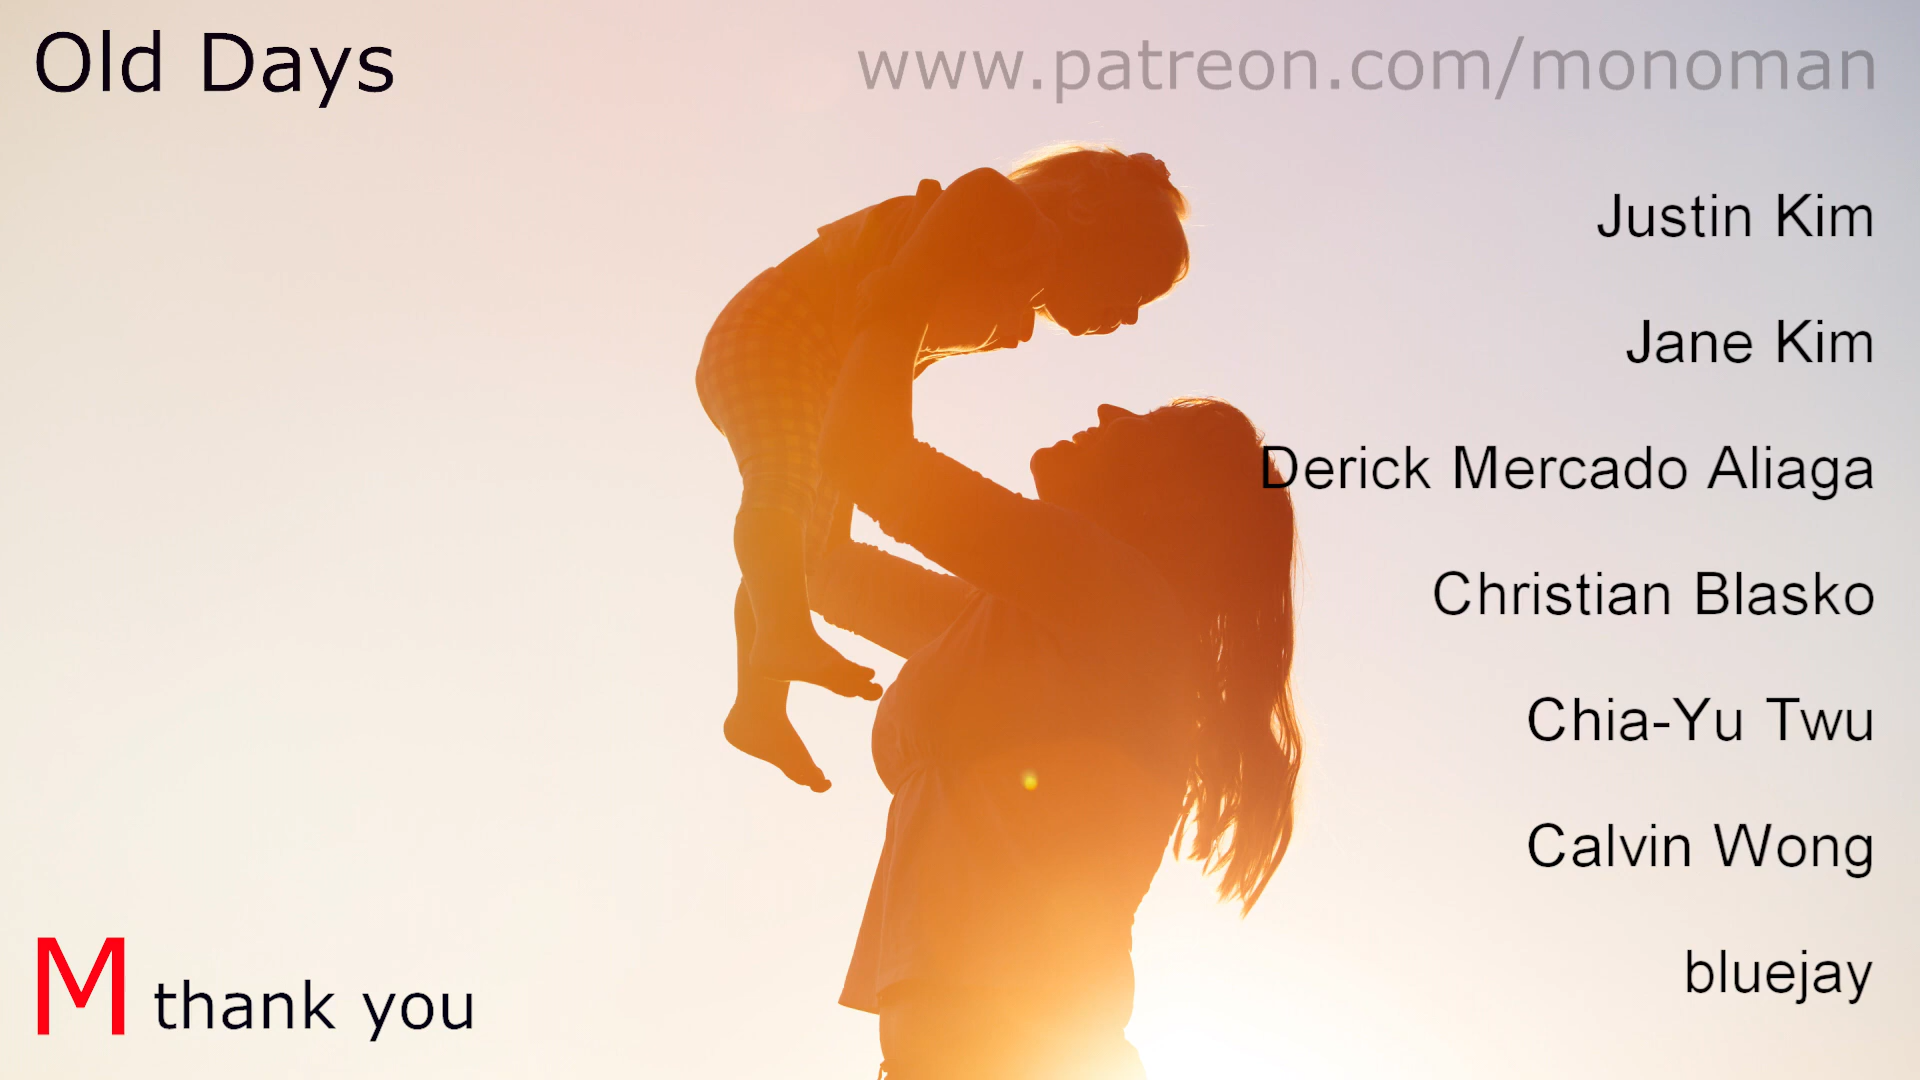 Old Days
www.patreon.com/monoman
Justin Kim
Jane Kim
Derick Mercado Aliaga
Christian Blasko
Chia-Yu Twu
Calvin Wong
bluejay
M thank you